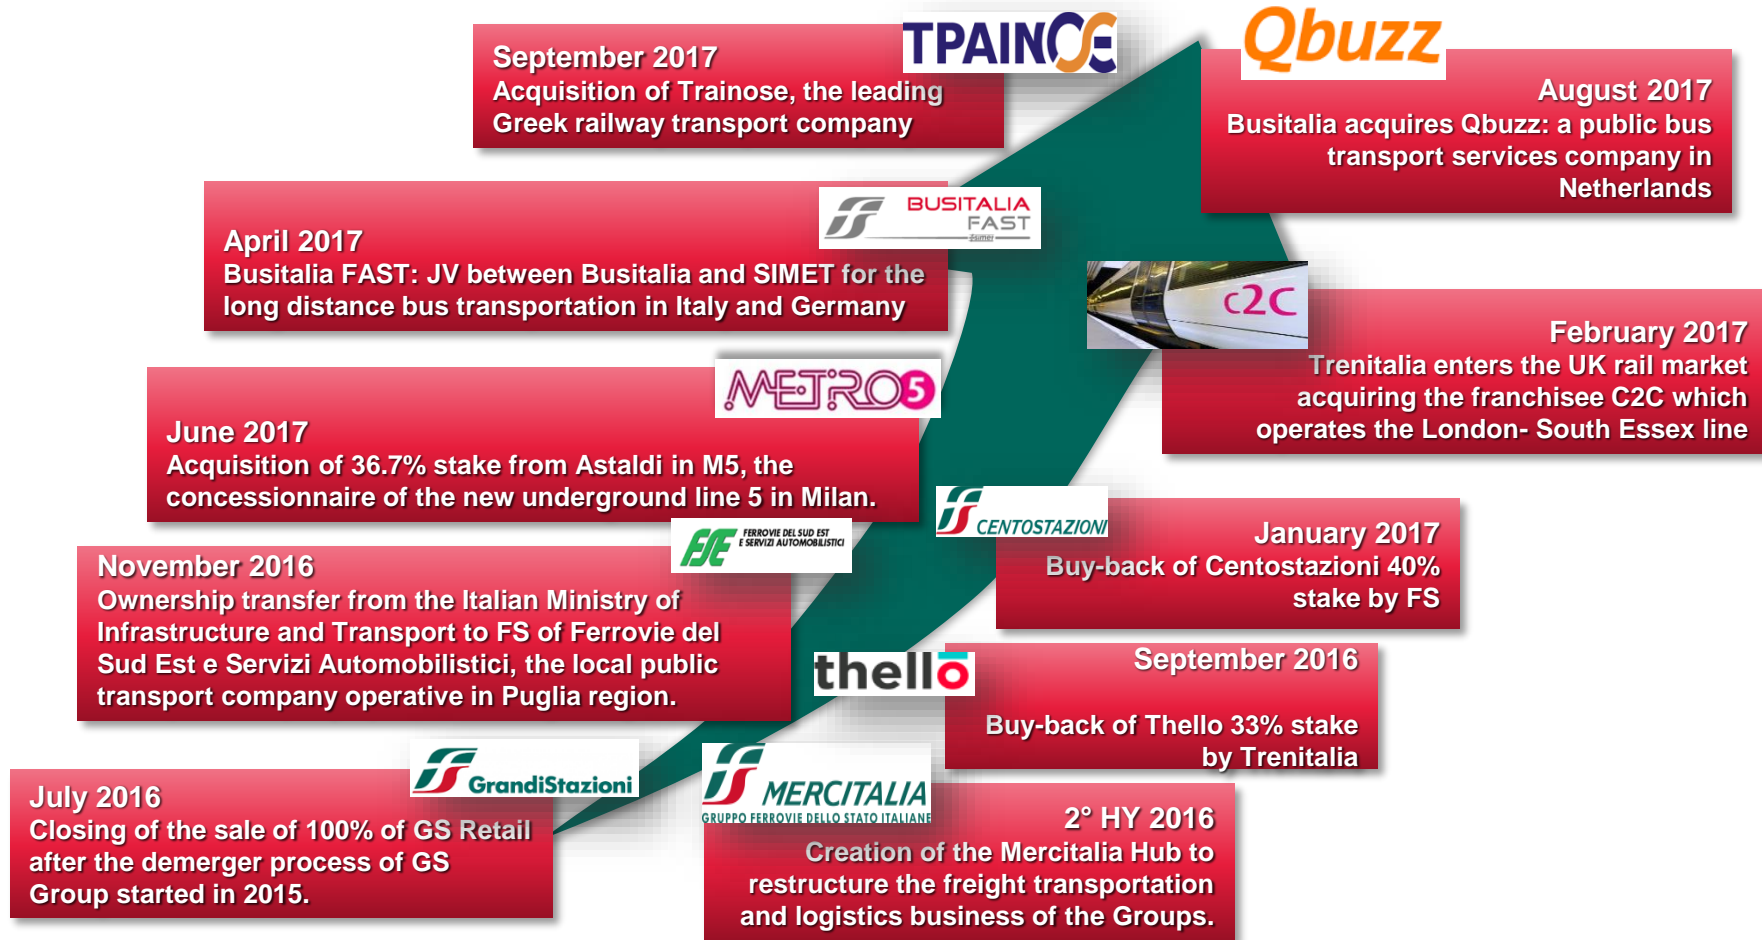 TPAINOSE
September 2017
Acquisition of Trainose, the leading
Greek railway transport company
Qbuzz
August 2017
Busitalia acquires Qbuzz: a public bus
transport services company in
Netherlands
BUSITALIA
FAST
Simet
April 2017
Busitalia FAST: JV between Busitalia and SIMET for the
long distance bus transportation in Italy and Germany
c2c
February 2017
Trenitalia enters the UK rail market
acquiring the franchisee C2C which
operates the London- South Essex line
METRO5
June 2017
Acquisition of 36.7% stake from Astaldi in M5, the
concessionnaire of the new underground line 5 in Milan.
CENTOSTAZIONI
January 2017
Buy-back of Centostazioni 40%
stake by FS
FSE FERROVIE DEL SUD EST
E SERVIZI AUTOMOBILISTICI
November 2016
Ownership transfer from the Italian Ministry of
Infrastructure and Transport to FS of Ferrovie del
Sud Est e Servizi Automobilistici, the local public
transport company operative in Puglia region.
thello
September 2016
Buy-back of Thello 33% stake
by Trenitalia
GrandiStazioni
July 2016
Closing of the sale of 100% of GS Retail
after the demerger process of GS
Group started in 2015.
MERCITALIA
GRUPPO FERROVIE DELLO STATO ITALIANE
2° HY 2016
Creation of the Mercitalia Hub to
restructure the freight transportation
and logistics business of the Groups.